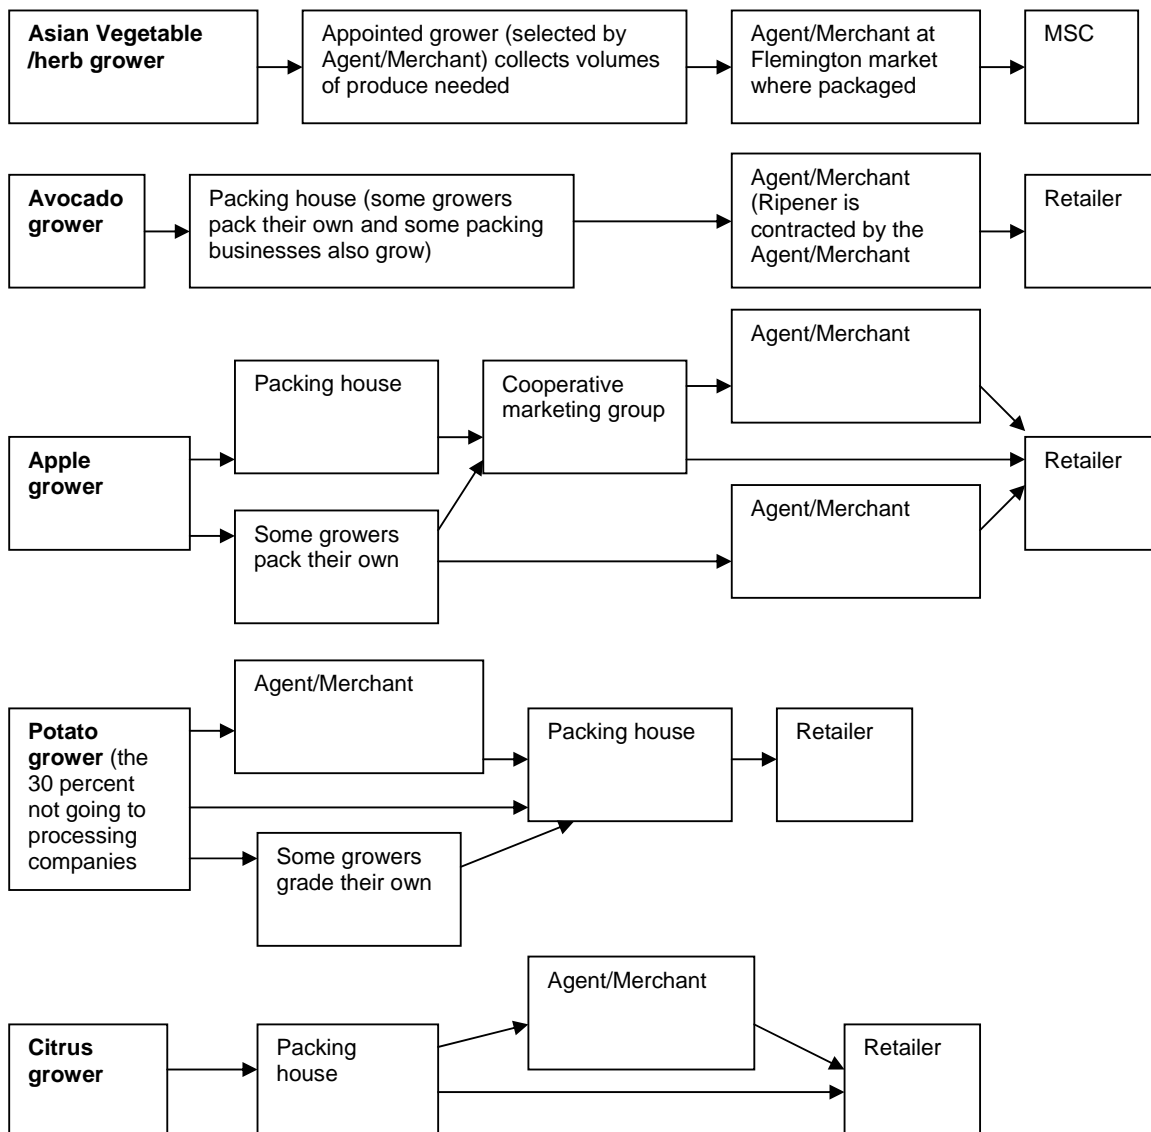 Asian Vegetable
/herb grower
Appointed grower (selected by
Agent/Merchant) collects volumes
of produce needed
Agent/Merchant at
Flemington market
where packaged
MSC
Avocado
grower
Packing house (some growers
pack their own and some packing
businesses also grow)
Agent/Merchant
(Ripener is
contracted by the
Agent/Merchant
Retailer
Apple
grower
Packing house
Some growers
pack their own
Cooperative
marketing group
Agent/Merchant
Agent/Merchant
Retailer
Potato
grower (the
30 percent
not going to
processing
companies
Agent/Merchant
Some growers
grade their own
Packing house
Retailer
Citrus
grower
Packing
house
Agent/Merchant
Retailer